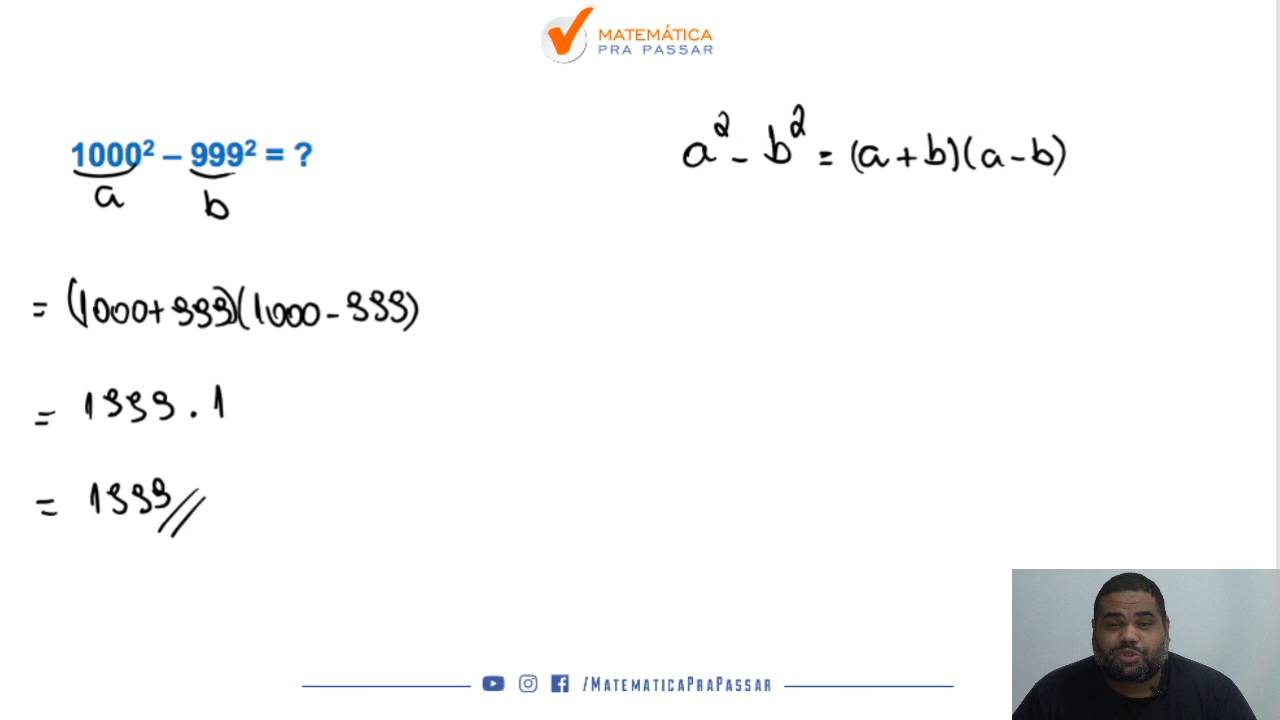 MATEMÁTICA
PRA PASSAR
1000² – 999² = ?
a b
a² - b² = (a + b)(a - b)
= (1000+999)(1000-999)
= 1999 . 1
= 1999//
/MATEMATICAPRAPASSAR